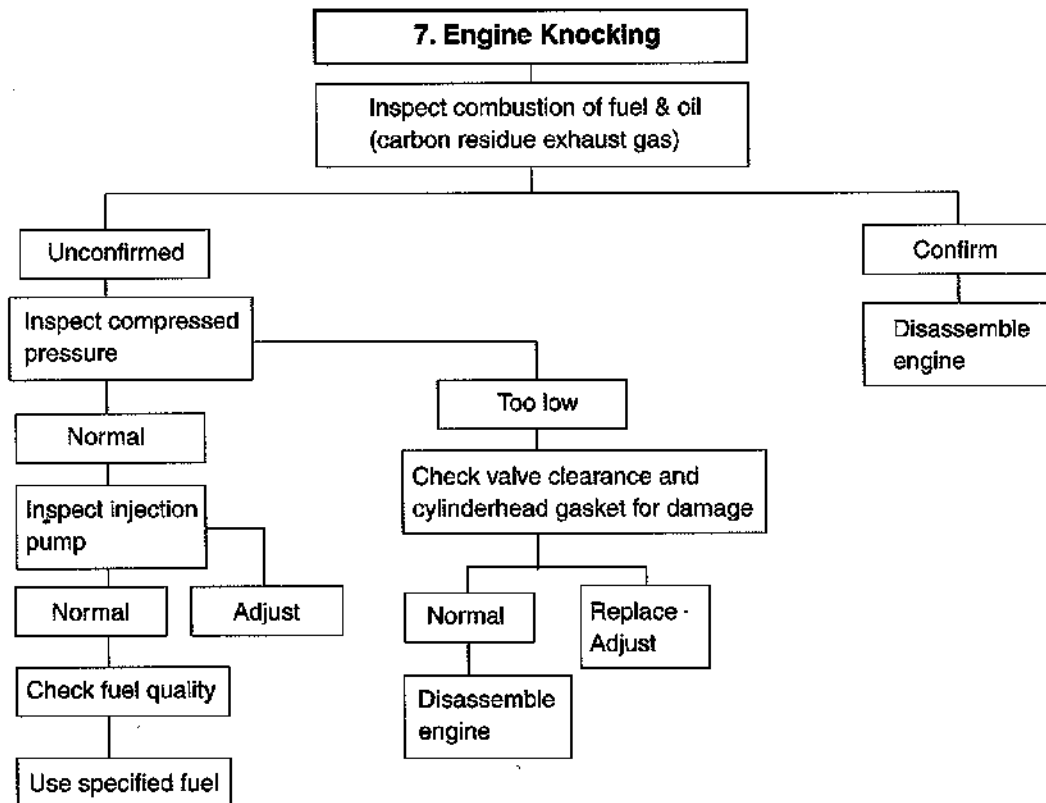 7. Engine Knocking
Inspect combustion of fuel & oil
(carbon residue exhaust gas)
Unconfirmed
Confirm
Inspect compressed
pressure
Disassemble
engine
Too low
Normal
Check valve clearance and
cylinderhead gasket for damage
Inspect injection
pump
Normal
Adjust
Normal
Replace -
Adjust
Check fuel quality
Disassemble
engine
Use specified fuel